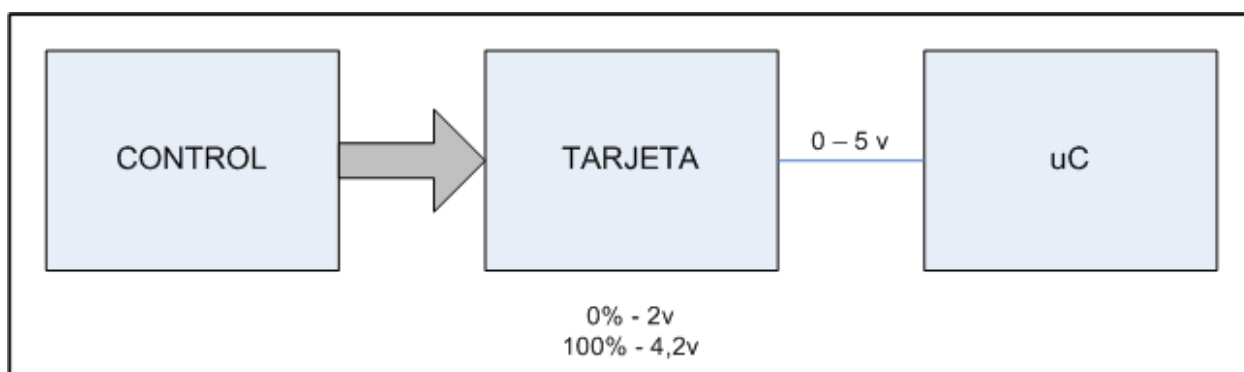 CONTROL
TARJETA
0 – 5 v
uC
0% - 2v
100% - 4,2v